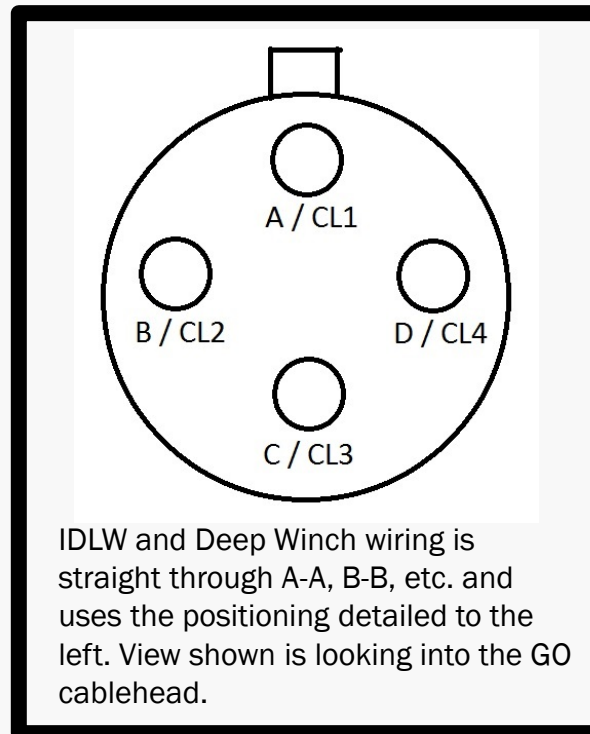 A / CL1
B / CL2
D / CL4
C / CL3
IDLW and Deep Winch wiring is
straight through A-A, B-B, etc. and
uses the positioning detailed to the
left. View shown is looking into the GO
cablehead.